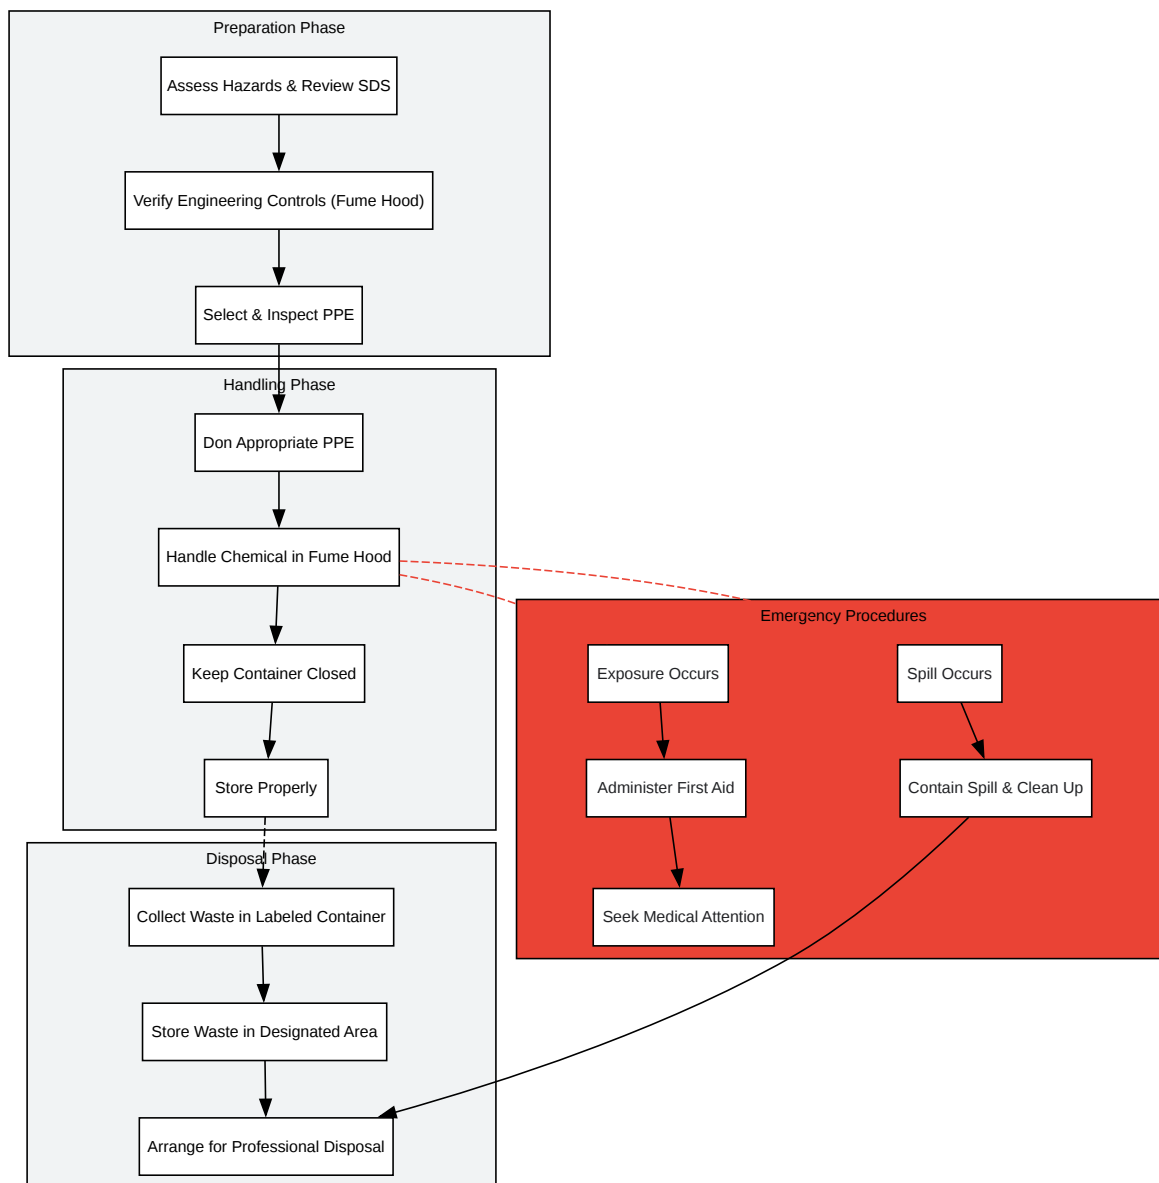 Preparation Phase
Assess Hazards & Review SDS
Verify Engineering Controls (Fume Hood)
Select & Inspect PPE
Handling Phase
Don Appropriate PPE
Handle Chemical in Fume Hood
Keep Container Closed
Store Properly
Emergency Procedures
Exposure Occurs
Administer First Aid
Seek Medical Attention
Spill Occurs
Contain Spill & Clean Up
Disposal Phase
Collect Waste in Labeled Container
Store Waste in Designated Area
Arrange for Professional Disposal